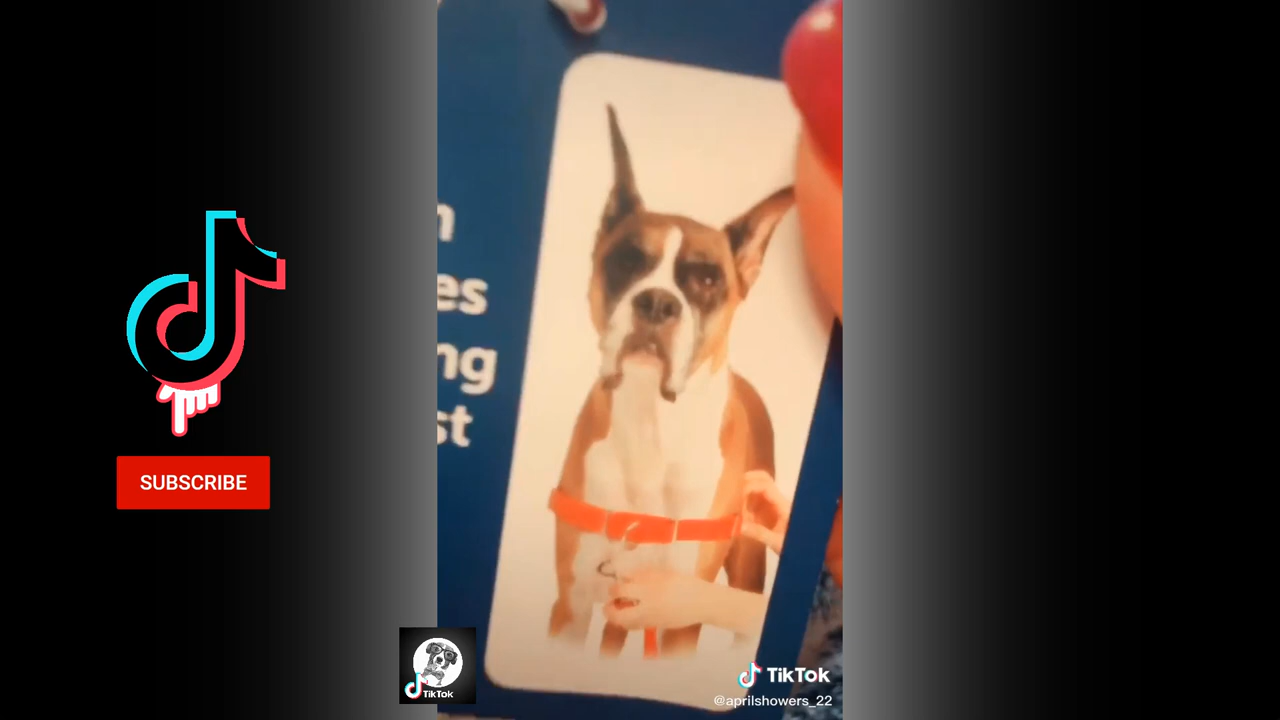 n
es
ng
st
SUBSCRIBE
TikTok
TikTok
@aprilshowers_22